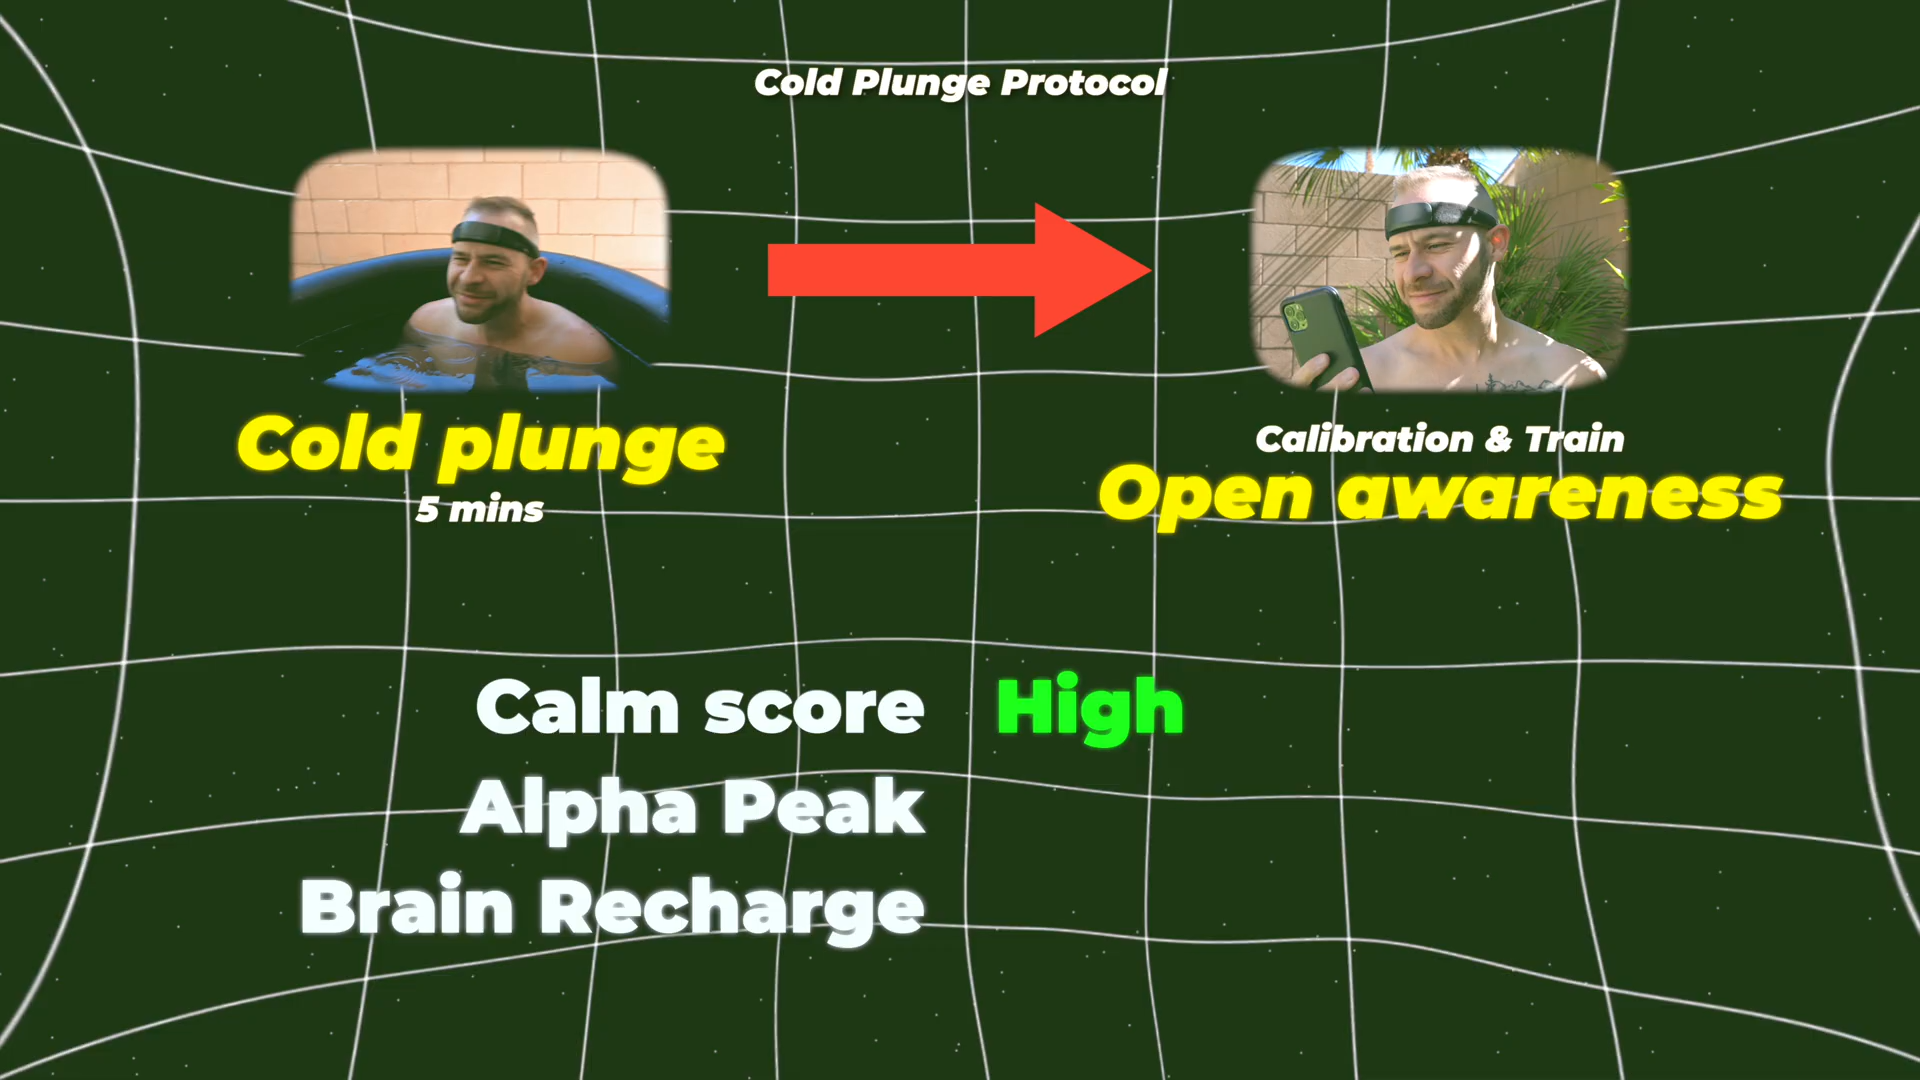 Cold Plunge Protocol
Cold plunge
5 mins
Calibration & Train
Open awareness
Calm score High
Alpha Peak
Brain Recharge